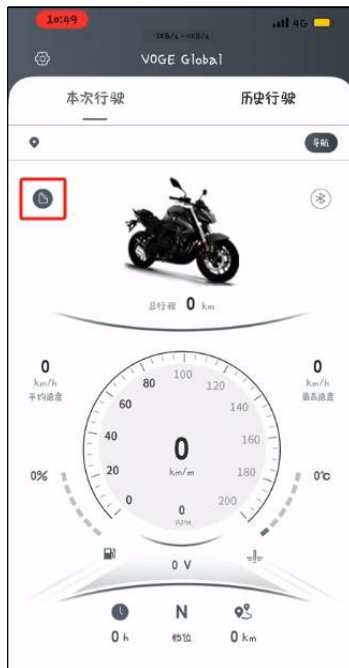 10:49
4G
VOGE Global
本次行驶 历史行驶
导航
总行程 0 km
0
km/h
平均速度
0
km/h
最高速度
0
20
40
60
80
100
120
140
160
180
200
0
km/m
0
RPM
0%
0℃
0 V
N
0 h
档位
0 km